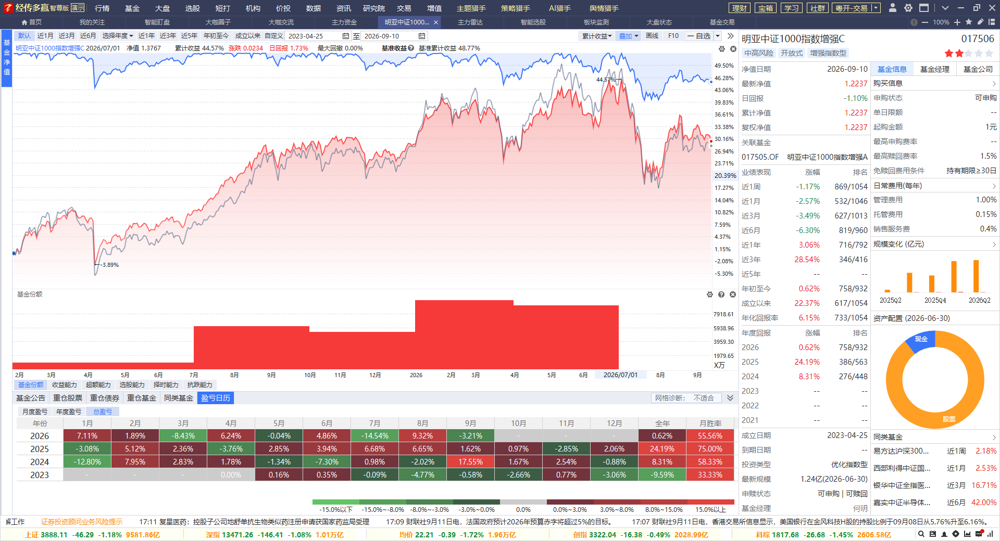 经传多赢 智尊版 演示 行情 基金 大盘 选股 短打 机构 价投 数据 资讯 研究院 交易 增值 主题猎手 策略猎手 AI猎手 舆情猎手 理财 宝箱 学习 社群 粤开-交易
首页 我的关注 智能盯盘 大咖圈子 大咖交流 主力资金 明亚中证1000... 主力雷达 智能选股 板块监测 大盘状态 基金交易 100%
基金净值
默认 近1月 近3月 近6月 选择年度 近1年 近3年 近5年 年初至今 成立以来 自定义 2023-04-25 至 2026-09-10 累计收益 叠加 画线 F10 自选
明亚中证1000指数增强C 2026/07/01 净值 1.3767 累计收益 44.57% 涨跌 0.0234 日回报 1.73% 最大回撤 0.00% 基准收益 基准累计收益 48.77%
49.50%
46.28%
43.06%
39.83%
36.61%
33.38%
30.16%
26.94%
23.71%
20.39%
17.27%
14.04%
10.82%
7.59%
4.37%
1.15%
-2.08%
-5.30%
44.57%
-3.89%
基金份额
7918.61
5938.96
3959.30
1979.65
X万
2月 3月 4月 5月 6月 7月 8月 9月 10月 11月 12月 2026 2月 3月 4月 5月 6月 2026/07/01 8月 9月
基金份额 收益能力 超额能力 选股能力 择时能力 抗跌能力
基金公告 重仓股票 重仓债券 重仓基金 同类基金 盈亏日历 网格诊断： 不适合
月度盈亏 年度盈亏 总盈亏
年份 1月 2月 3月 4月 5月 6月 7月 8月 9月 10月 11月 12月 全年 月胜率
2026 7.11% 1.89% -8.43% 6.24% -0.04% 4.86% -14.54% 9.32% -3.21% - - - 0.62% 55.56%
2025 -3.08% 5.12% 2.36% -3.76% 2.85% 3.94% 6.68% 6.65% 1.62% 0.97% -2.85% 2.06% 24.19% 75.00%
2024 -12.80% 7.95% 2.83% 1.78% -1.34% -7.30% 0.98% -2.02% 17.55% 1.67% 2.54% -0.88% 8.31% 58.33%
2023 - - - 0.00% 0.16% 0.35% -0.09% -4.77% -0.58% -2.66% 0.77% -3.06% -9.59% 33.33%
-15.0%以下 -15.0%~-8.0% -8.0%~-3.0% -3.0%~0.0% 0.0% 0.0%~3.0% 3.0%~8.0% 8.0%~15.0% 15.0%以上
明亚中证1000指数增强C 017506
中高风险 开放式 增强指数型
净值日期 2026-09-10
最新净值 1.2237
日回报 -1.10%
累计净值 1.2237
复权净值 1.2237
关联基金
017505.OF 明亚中证1000指数增强A
业绩表现 涨幅 排名
近1周 -1.17% 869/1054
近1月 -2.57% 532/1046
近3月 -3.49% 627/1013
近6月 -6.30% 819/960
近1年 3.06% 716/792
近3年 28.54% 346/416
近5年 -- --
年初至今 0.62% 758/932
成立以来 22.37% 617/1054
年化回报率 6.15% 733/1054
年度回报 涨幅 排名
2026 0.62% 758/932
2025 24.19% 386/563
2024 8.31% 276/448
2023 -- --
2022 -- --
2021 -- --
成立日期 2023-04-25
到期日期 --
投资类型 优化指数型
最新规模 1.24亿(2026-06-30)
申赎状态 可申购 | 可赎回
基金经理 何明
基金信息 基金经理 基金公司
购买信息
申购状态 可申购
单日限额 --
起购金额 1元
最高申购费率 --
最高赎回费率 1.5%
免赎回费用条件 持有期限≥30日
日常费用(每年)
管理费用 1.00%
托管费用 0.15%
销售服务费 0.4%
规模变化 (亿元)
2025Q2 2025Q4 2026Q2
资产配置 (2026-06-30)
现金
股票
同类基金
易方达沪深300... 近1周 2.18%
西部利得中证国... 近1月 2.53%
银华中证全指医... 近3月 16.71%
嘉实中证半导体... 近6月 42.00%
工作 证券投资顾问业务风险提示 17:11 复星医药：控股子公司地舒单抗生物类似药注册申请获国家药监局受理 17:09 财联社9月11日电，法国政府预计2026年预算赤字将超过5%的目标。 17:07 财联社9月11日电，香港交易所信息显示，美国银行在金风科技H股的持股比例于09月08日从5.76%升至6.16%。
上证 3888.11 -46.29 -1.18% 9581.86亿 深指 13471.26 -146.41 -1.08% 1.01万亿 均价 22.21 -0.39 -1.72% 1.96万亿 创指 3322.04 -16.38 -0.49% 2028.99亿 科综 1817.68 -26.68 -1.45% 2606.58亿